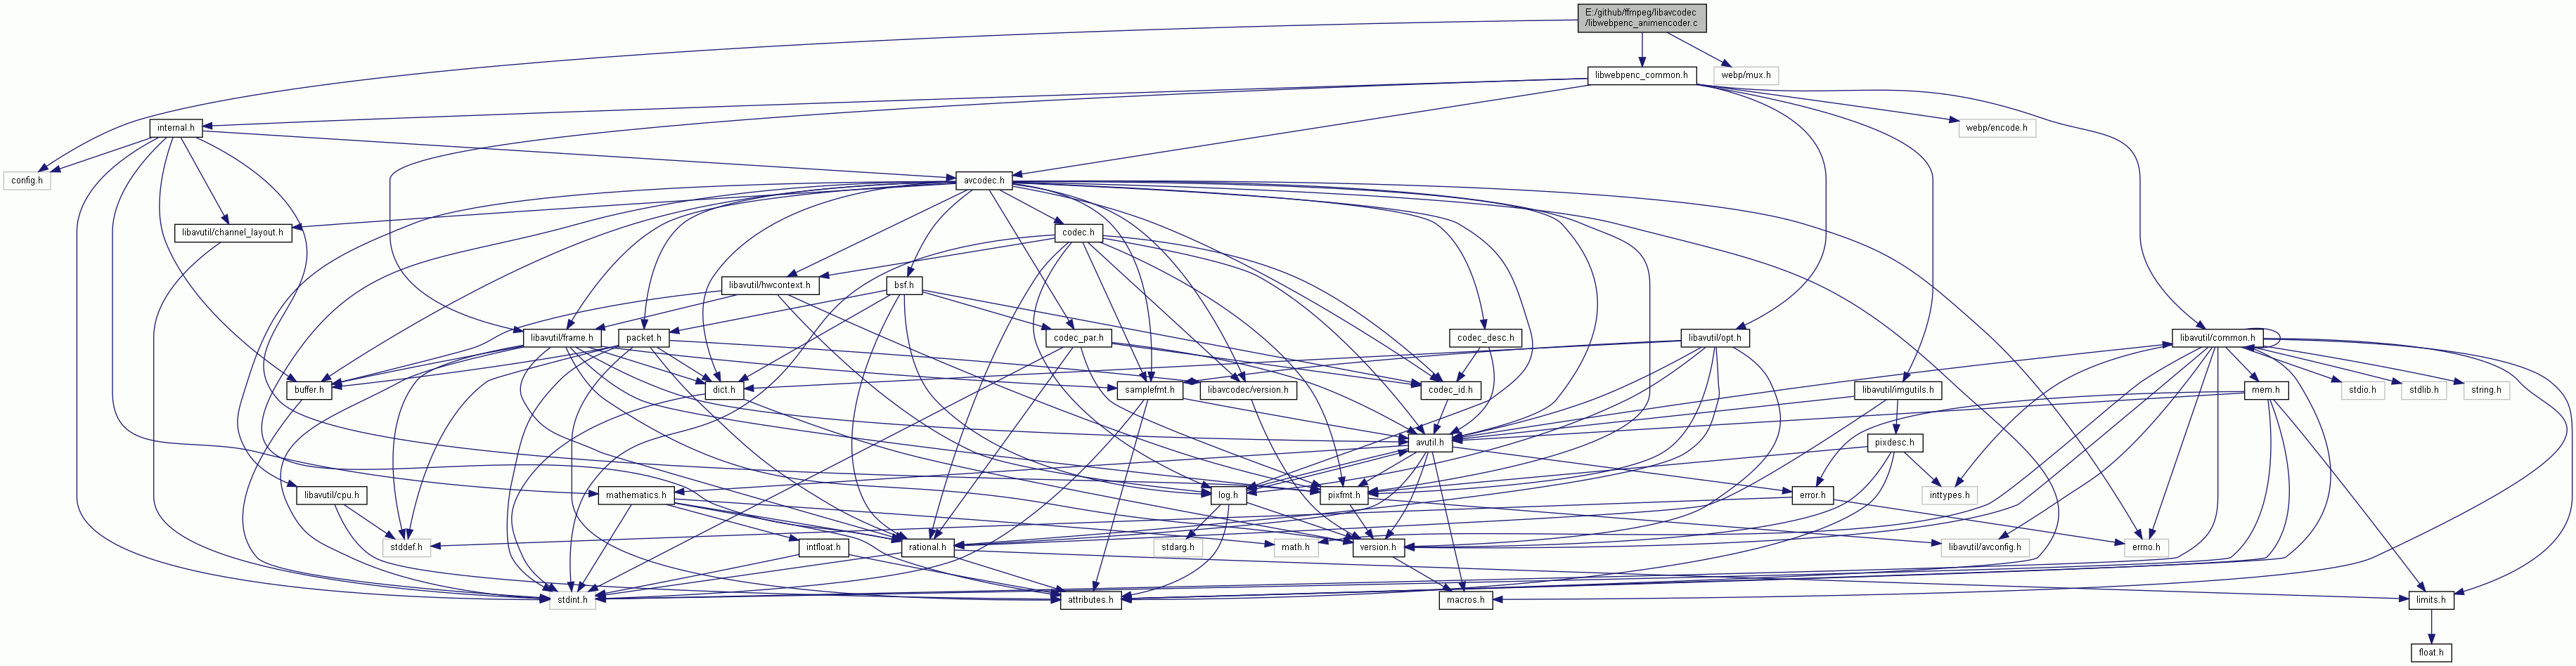 E:/github/ffmpeg/libavcodec
/libwebpenc_animencoder.c
libwebpenc_common.h
webp/mux.h
internal.h
webp/encode.h
config.h
avcodec.h
libavutil/channel_layout.h
codec.h
libavutil/hwcontext.h
bsf.h
libavutil/frame.h
packet.h
codec_par.h
codec_desc.h
libavutil/opt.h
libavutil/common.h
buffer.h
dict.h
samplefmt.h
libavcodec/version.h
codec_id.h
libavutil/imgutils.h
mem.h
stdio.h
stdlib.h
string.h
avutil.h
pixdesc.h
libavutil/cpu.h
mathematics.h
log.h
pixfmt.h
error.h
inttypes.h
stddef.h
intfloat.h
rational.h
stdarg.h
math.h
version.h
libavutil/avconfig.h
errno.h
stdint.h
attributes.h
macros.h
limits.h
float.h